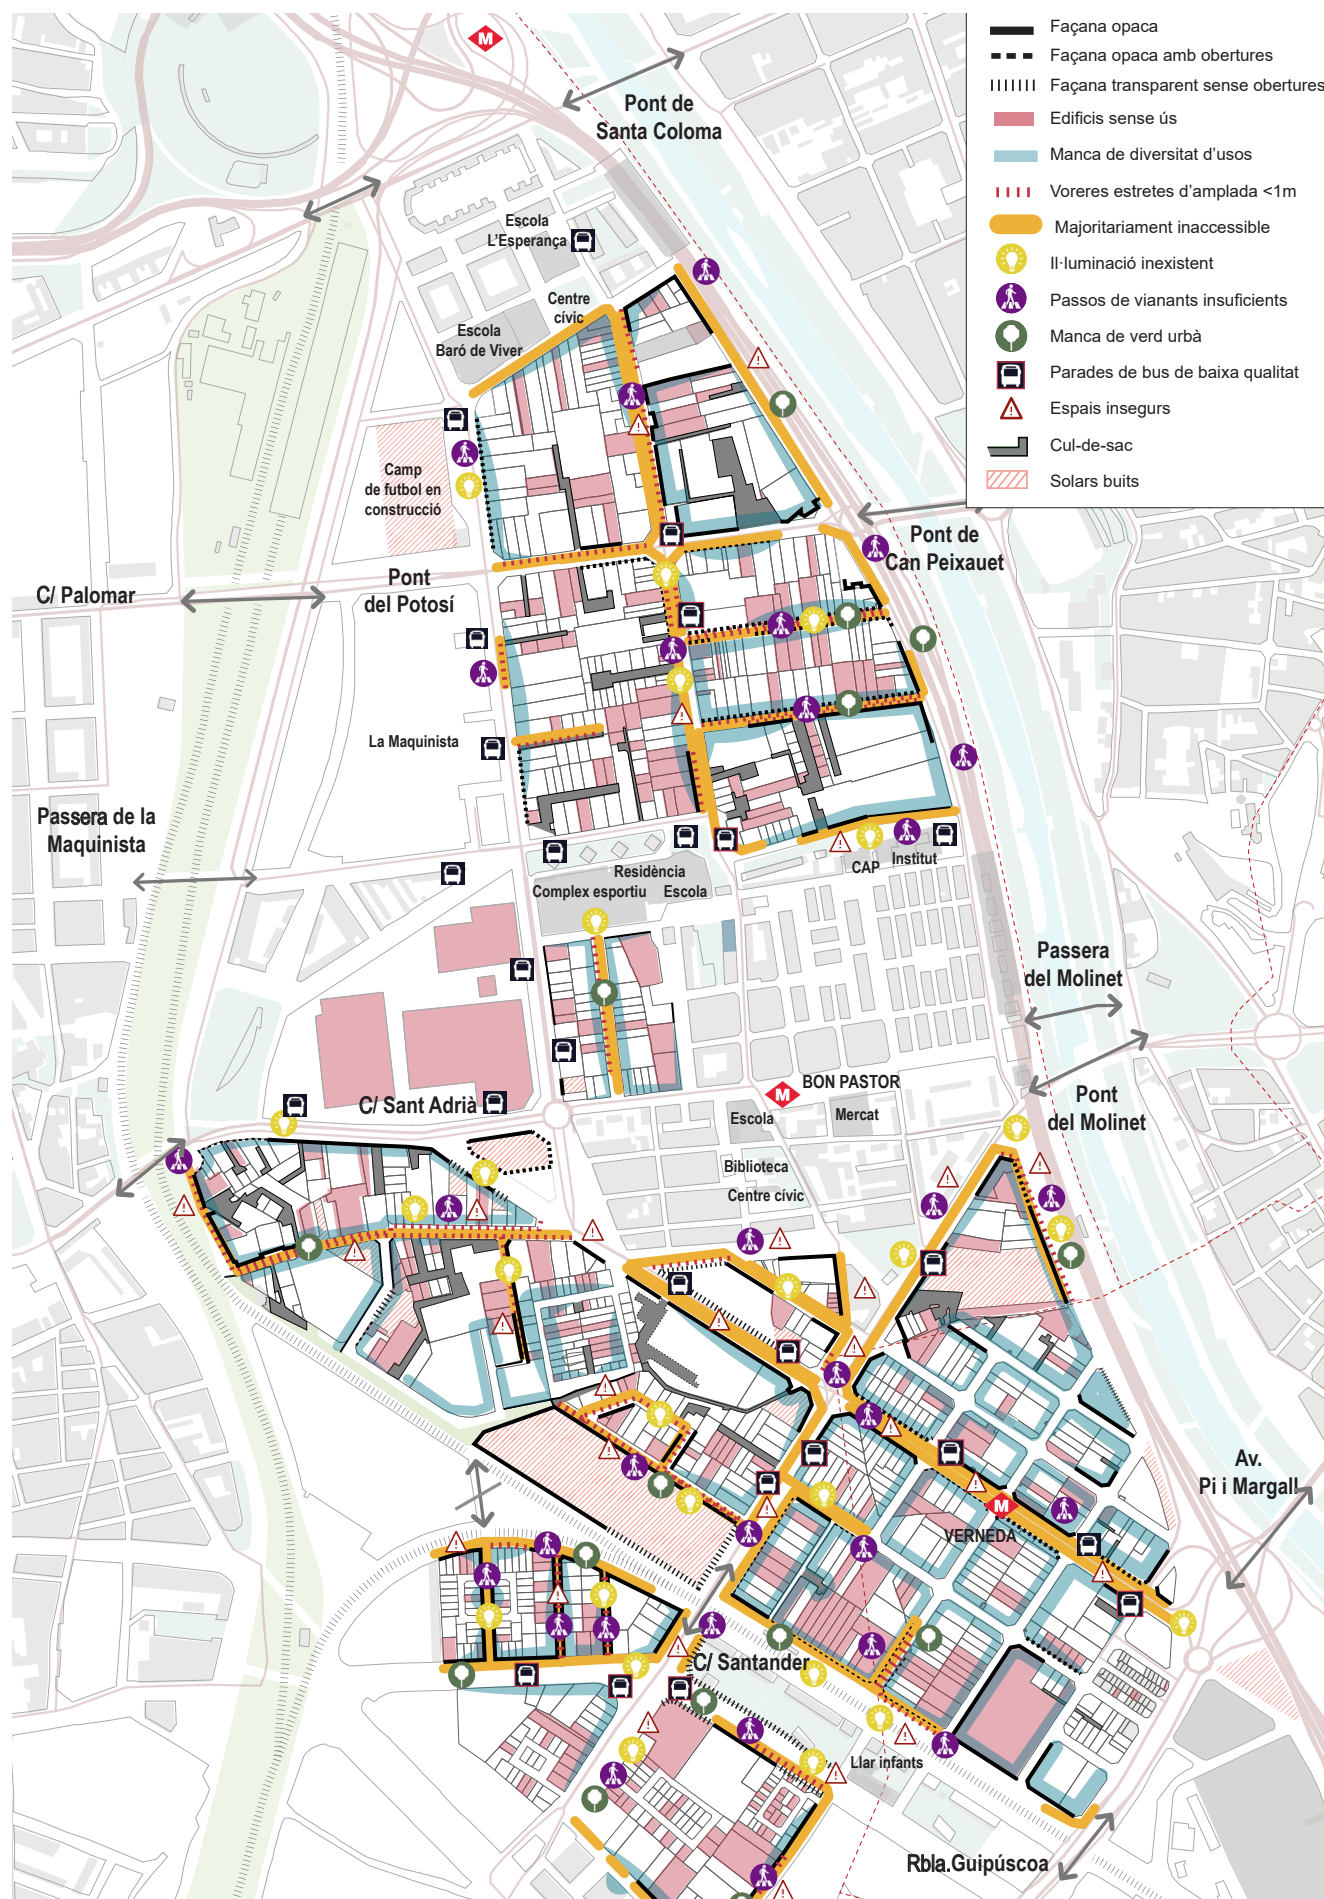 Façana opaca
Façana opaca amb obertures
Façana transparent sense obertures
Edificis sense ús
Manca de diversitat d'usos
Voreres estretes d'amplada <1m
Majoritariament inaccessible
Il·luminació inexistent
Passos de vianants insuficients
Manca de verd urbà
Parades de bus de baixa qualitat
Espais insegurs
Cul-de-sac
Solars buits
M
Pont de
Santa Coloma
Escola
L'Esperança
Centre
cívic
Escola
Baró de Viver
Camp
de futbol en
construcció
Pont de
Can Peixauet
C/ Palomar
Pont
del Potosí
La Maquinista
Passera de la
Maquinista
Residència
Complex esportiu
Escola
CAP
Institut
Passera
del Molinet
M
BON PASTOR
C/ Sant Adrià
Escola
Mercat
Pont
del Molinet
Biblioteca
Centre cívic
Av.
Pi i Margall
M
VERNEDA
C/ Santander
Llar infants
Rbla.Guipúscoa